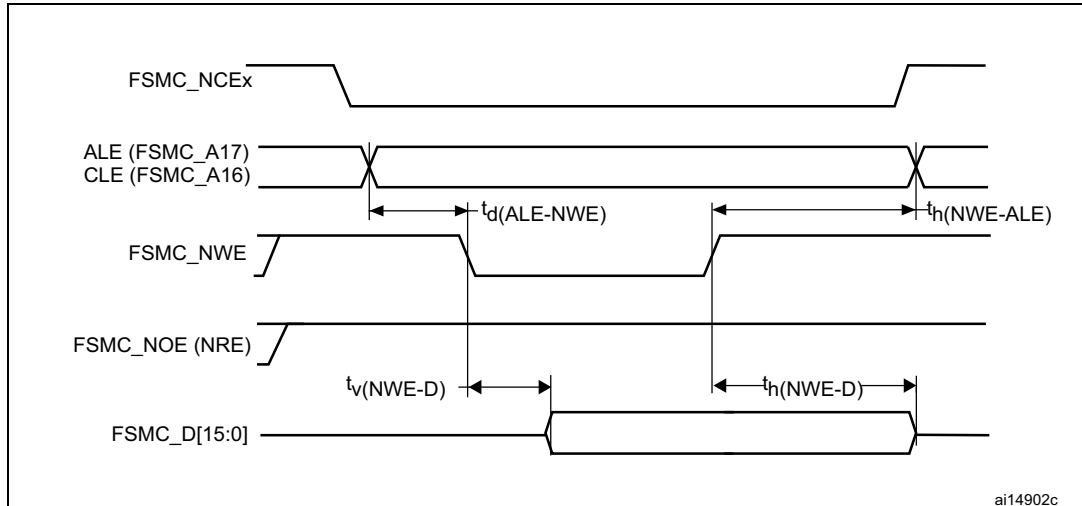 FSMC_NCEx
ALE (FSMC_A17)
CLE (FSMC_A16)
td(ALE-NWE)
th(NWE-ALE)
FSMC_NWE
FSMC_NOE (NRE)
tv(NWE-D)
th(NWE-D)
FSMC_D[15:0]
ai14902c